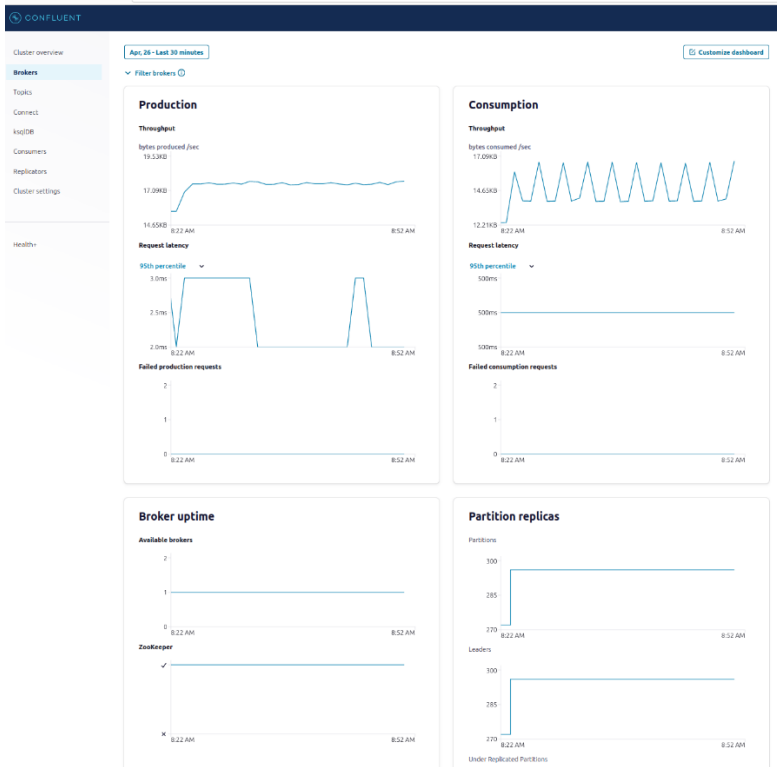 CONFLUENT
Cluster overview
Brokers
Topics
Connect
ksqlDB
Consumers
Replicators
Cluster settings
Health+
Apr, 26 - Last 30 minutes
Customize dashboard
Filter brokers
Production
Throughput
bytes produced /sec
19.53KB
17.09KB
14.65KB
8:22 AM 8:52 AM
Request latency
95th percentile
3.0ms
2.5ms
2.0ms
8:22 AM 8:52 AM
Failed production requests
2
1
0
8:22 AM 8:52 AM
Consumption
Throughput
bytes consumed /sec
17.09KB
14.65KB
12.21KB
8:22 AM 8:52 AM
Request latency
95th percentile
500ms
500ms
500ms
8:22 AM 8:52 AM
Failed consumption requests
2
1
0
8:22 AM 8:52 AM
Broker uptime
Available brokers
2
1
0
8:22 AM 8:52 AM
ZooKeeper
8:22 AM 8:52 AM
Partition replicas
Partitions
300
285
270
8:22 AM 8:52 AM
Leaders
300
285
270
8:22 AM 8:52 AM
Under Replicated Partitions